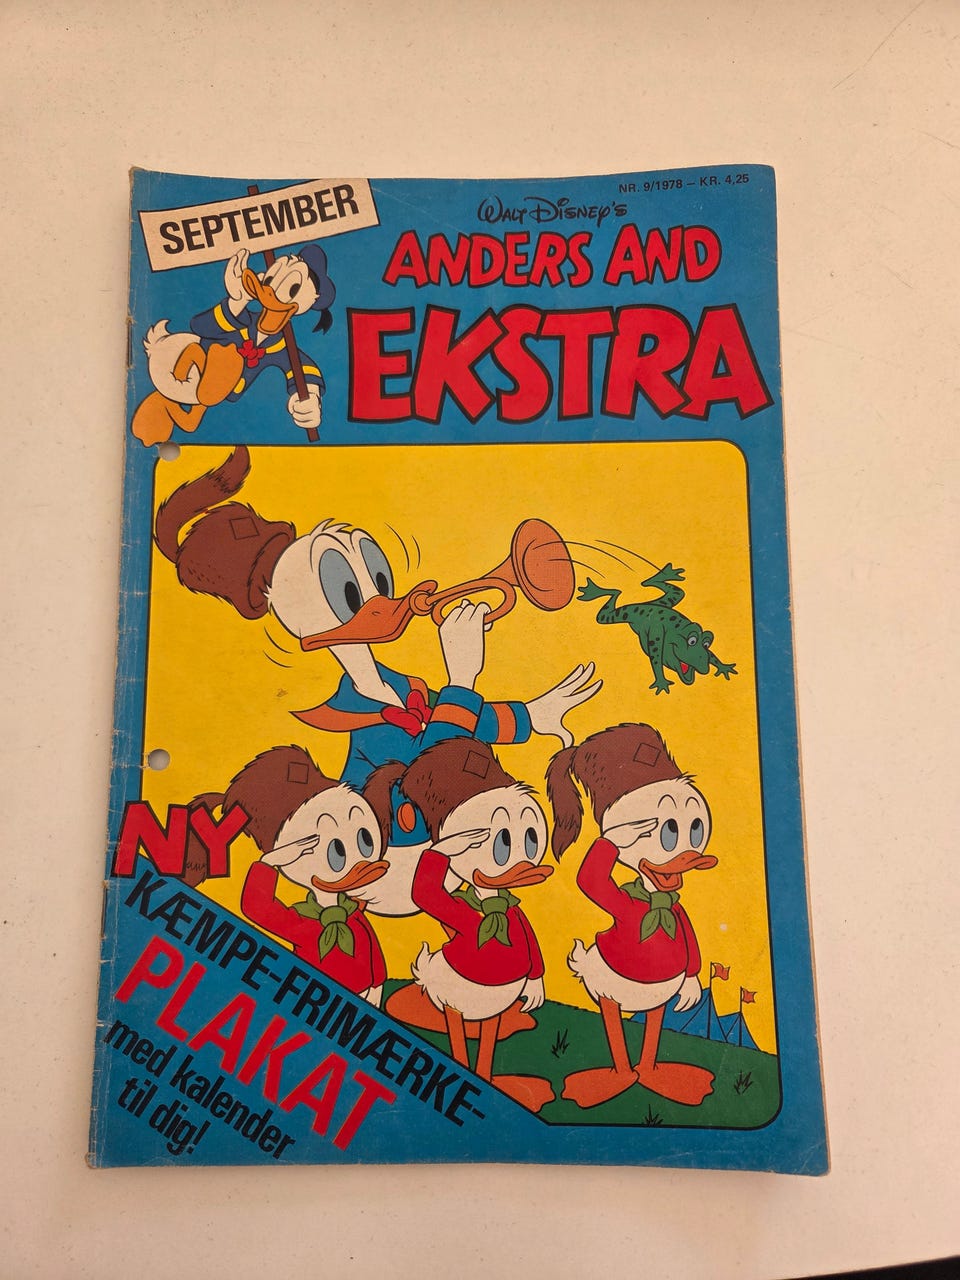 SEPTEMBER
NR. 9/1978 – KR. 4,25
WALT DISNEY'S
ANDERS AND
EKSTRA
NY
KÆMPE-FRIMÆRKE-
PLAKAT
med kalender
til dig!